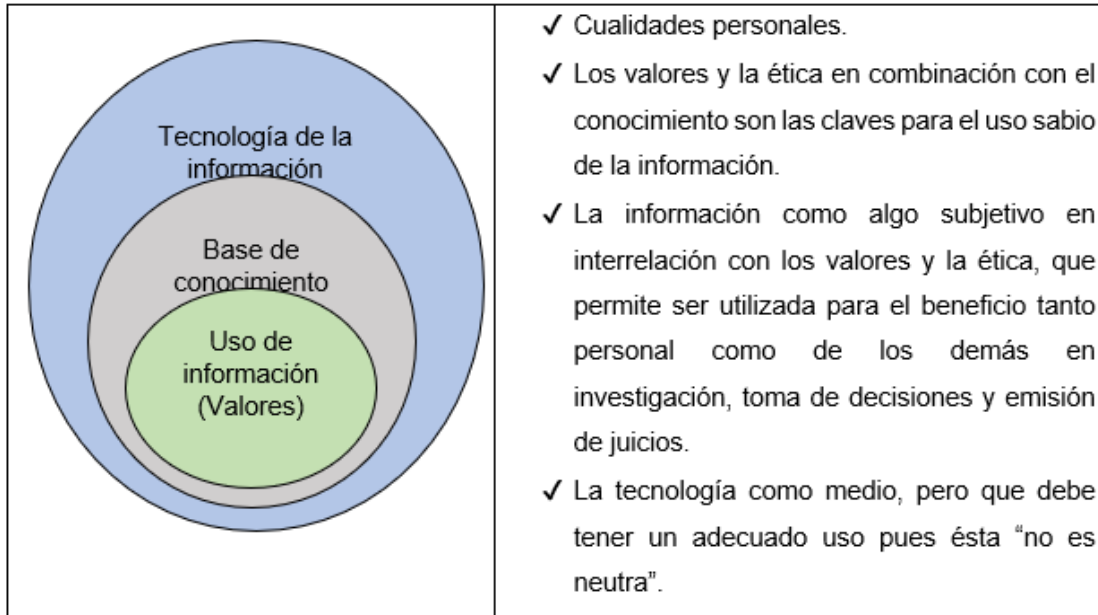 Tecnología de la
información
Base de
conocimiento
Uso de
información
(Valores)
✓ Cualidades personales.
✓ Los valores y la ética en combinación con el
conocimiento son las claves para el uso sabio
de la información.
✓ La información como algo subjetivo en
interrelación con los valores y la ética, que
permite ser utilizada para el beneficio tanto
personal como de los demás en
investigación, toma de decisiones y emisión
de juicios.
✓ La tecnología como medio, pero que debe
tener un adecuado uso pues ésta “no es
neutra”.